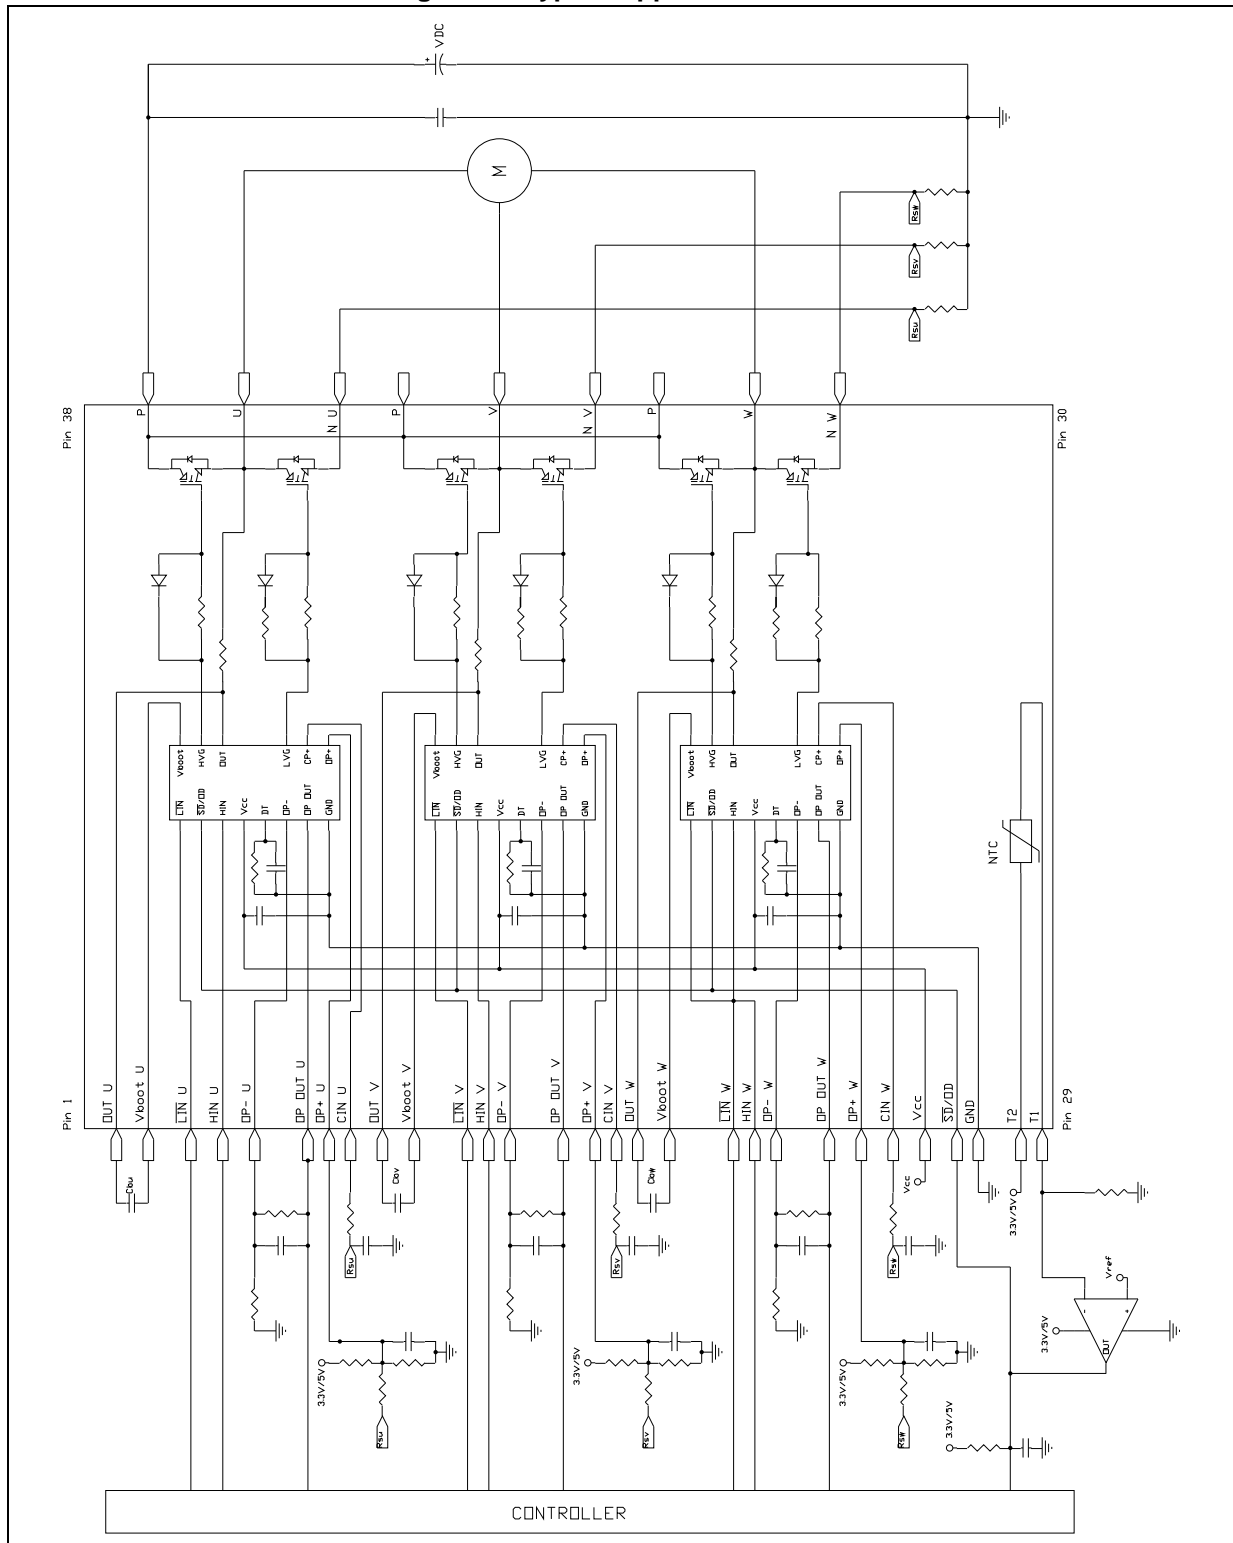 VDC
M
Rsw
Rsv
Rsu
Pin 38
P
U
N U
P
V
N V
P
W
N W
Pin 30
Vboot
HVG
OUT
LVG
CP+
OP+
LIN
SD/OD
HIN
Vcc
DT
OP-
OP OUT
GND
Vboot
HVG
OUT
LVG
CP+
OP+
LIN
SD/OD
HIN
Vcc
DT
OP-
OP OUT
GND
Vboot
HVG
OUT
LVG
CP+
OP+
LIN
SD/OD
HIN
Vcc
DT
OP-
OP OUT
GND
NTC
Pin 1
OUT U
Vboot U
LIN U
HIN U
OP- U
OP OUT U
OP+ U
CIN U
OUT V
Vboot V
LIN V
HIN V
OP- V
OP OUT V
OP+ V
CIN V
OUT W
Vboot W
LIN W
HIN W
OP- W
OP OUT W
OP+ W
CIN W
Vcc
SD/OD
GND
T2
T1
Pin 29
Cbu
Cbv
Cbw
Vcc
3.3V/5V
Rsu
Rsv
Rsw
Vref
-
+
OUT
3.3V/5V
3.3V/5V
Rsu
3.3V/5V
Rsv
3.3V/5V
Rsw
3.3V/5V
CONTROLLER